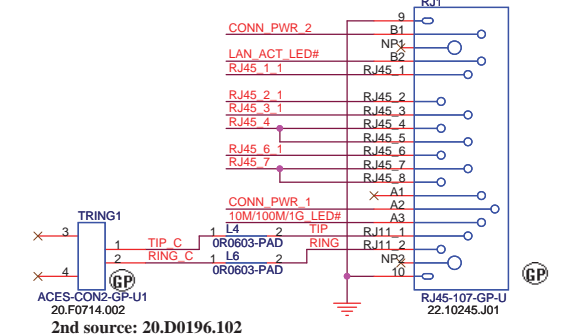 RJ1
9
CONN_PWR_2 B1
NP1
LAN_ACT_LED# B2
RJ45_1_1 RJ45_1
RJ45_2_1 RJ45_2
RJ45_3_1 RJ45_3
RJ45_4 RJ45_4
RJ45_5
RJ45_6_1 RJ45_6
RJ45_7 RJ45_7
RJ45_8
A1
CONN_PWR_1 A2
10M/100M/1G_LED# A3
TRING1
3 1 L4 2 TIP RJ11_1
1 TIP_C 0R0603-PAD RING RJ11_2
2 RING_C 1 L6 2 NP2
4 0R0603-PAD 10
GP
GP
ACES-CON2-GP-U1 RJ45-107-GP-U
20.F0714.002 22.10245.J01
2nd source: 20.D0196.102